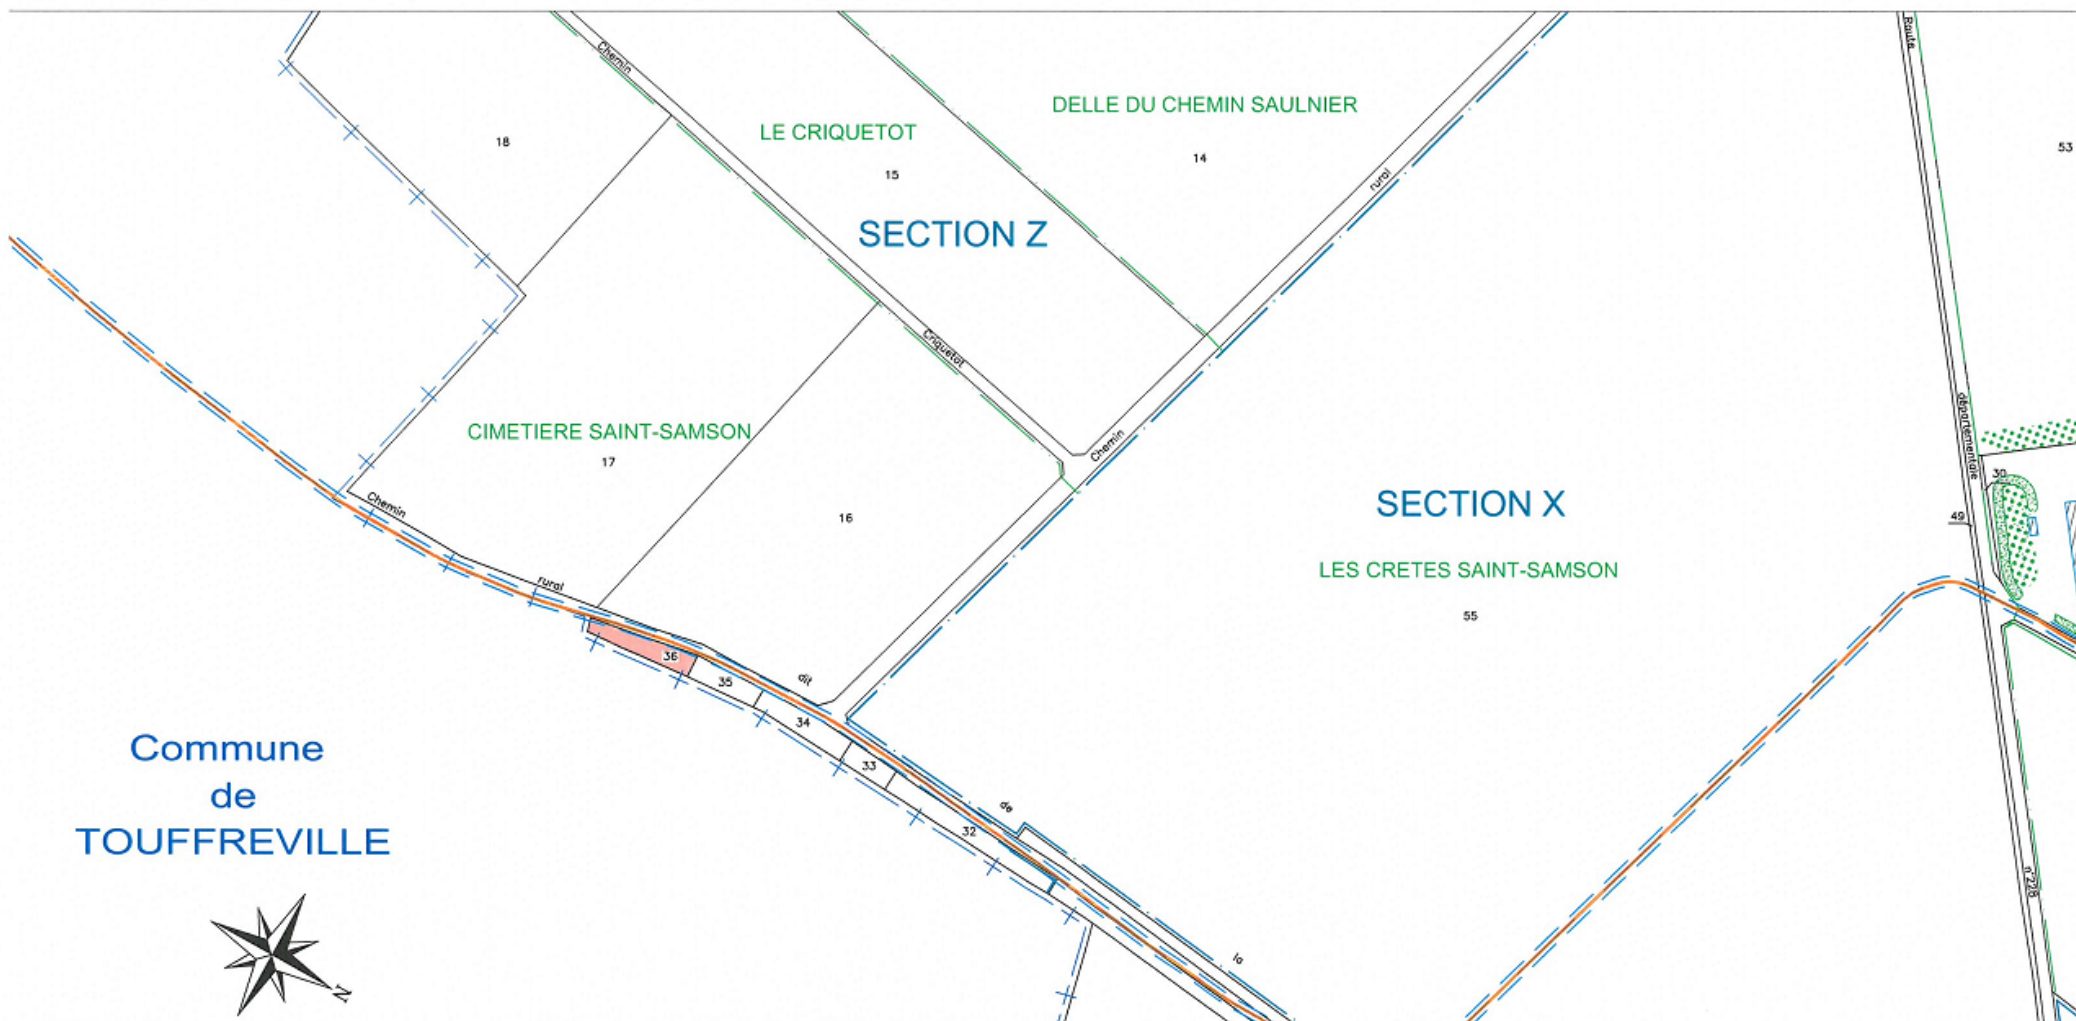 Route
Chemin
DELLE DU CHEMIN SAULNIER
LE CRIQUETOT
18
53
14
15
rural
SECTION Z
Criquetot
CIMETIERE SAINT-SAMSON
17
Chemin
départementale
30
Chemin
SECTION X
16
49
LES CRETES SAINT-SAMSON
rural
55
36
dit
35
34
Commune
de
TOUFFREVILLE
33
de
32
n°228
la
N